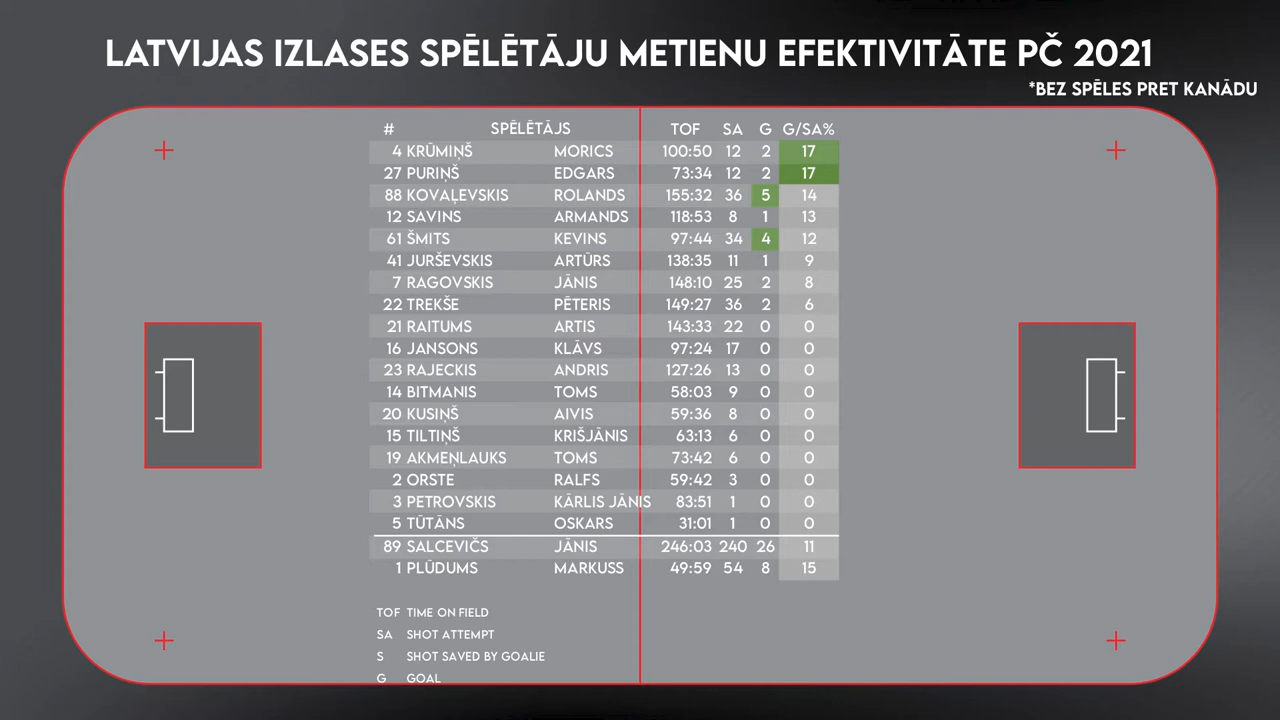 LATVIJAS IZLASES SPĒLĒTĀJU METIENU EFEKTIVITĀTE PČ 2021
*BEZ SPĒLES PRET KANĀDU
# SPĒLĒTĀJS TOF SA G G/SA%
4 KRŪMIŅŠ MORICS 100:50 12 2 17
27 PURIŅŠ EDGARS 73:34 12 2 17
88 KOVAĻEVSKIS ROLANDS 155:32 36 5 14
12 SAVINS ARMANDS 118:53 8 1 13
61 ŠMITS KEVINS 97:44 34 4 12
41 JURŠEVSKIS ARTŪRS 138:35 11 1 9
7 RAGOVSKIS JĀNIS 148:10 25 2 8
22 TREKŠE PĒTERIS 149:27 36 2 6
21 RAITUMS ARTIS 143:33 22 0 0
16 JANSONS KLĀVS 97:24 17 0 0
23 RAJECKIS ANDRIS 127:26 13 0 0
14 BITMANIS TOMS 58:03 9 0 0
20 KUSIŅŠ AIVIS 59:36 8 0 0
15 TILTIŅŠ KRIŠJĀNIS 63:13 6 0 0
19 AKMEŅLAUKS TOMS 73:42 6 0 0
2 ORSTE RALFS 59:42 3 0 0
3 PETROVSKIS KĀRLIS JĀNIS 83:51 1 0 0
5 TŪTĀNS OSKARS 31:01 1 0 0
89 SALCEVIČS JĀNIS 246:03 240 26 11
1 PLŪDUMS MARKUSS 49:59 54 8 15
TOF TIME ON FIELD
SA SHOT ATTEMPT
S SHOT SAVED BY GOALIE
G GOAL